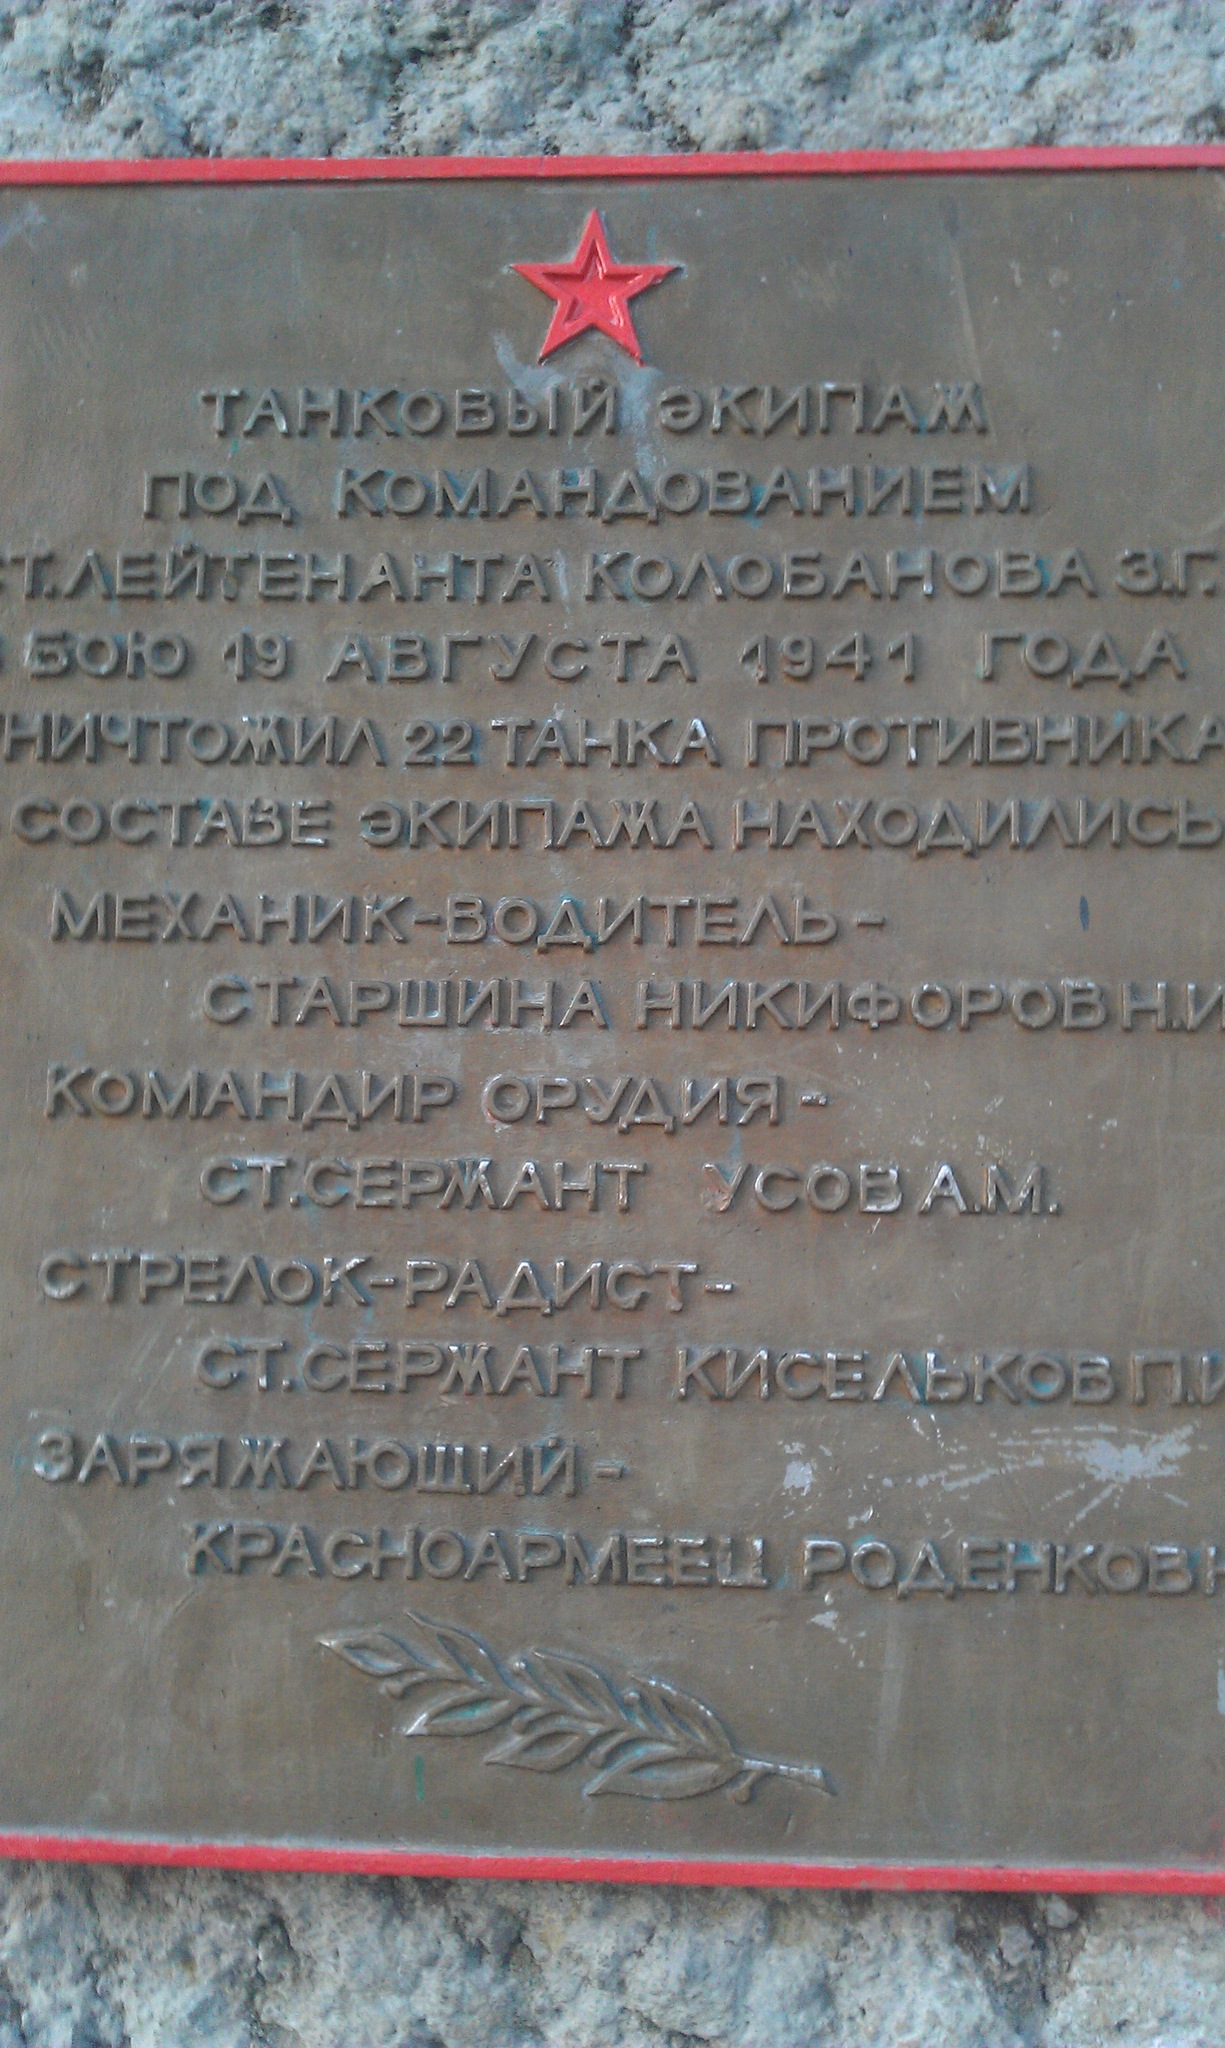 ТАНКОВЫЙ ЭКИПАЖ
ПОД КОМАНДОВАНИЕМ
СТ.ЛЕЙТЕНАНТА КОЛОБАНОВА З.Г.
В БОЮ 19 АВГУСТА 1941 ГОДА
НИЧТОЖИЛ 22 ТАНКА ПРОТИВНИКА
СОСТАВЕ ЭКИПАЖА НАХОДИЛИСЬ
МЕХАНИК-ВОДИТЕЛЬ-
СТАРШИНА НИКИФОРОВ Н.И
КОМАНДИР ОРУДИЯ-
СТ.СЕРЖАНТ УСОВ А.М.
СТРЕЛОК-РАДИСТ-
СТ.СЕРЖАНТ КИСЕЛЬКОВ П.И
ЗАРЯЖАЮЩИЙ-
КРАСНОАРМЕЕЦ РОДЕНКОВ Н